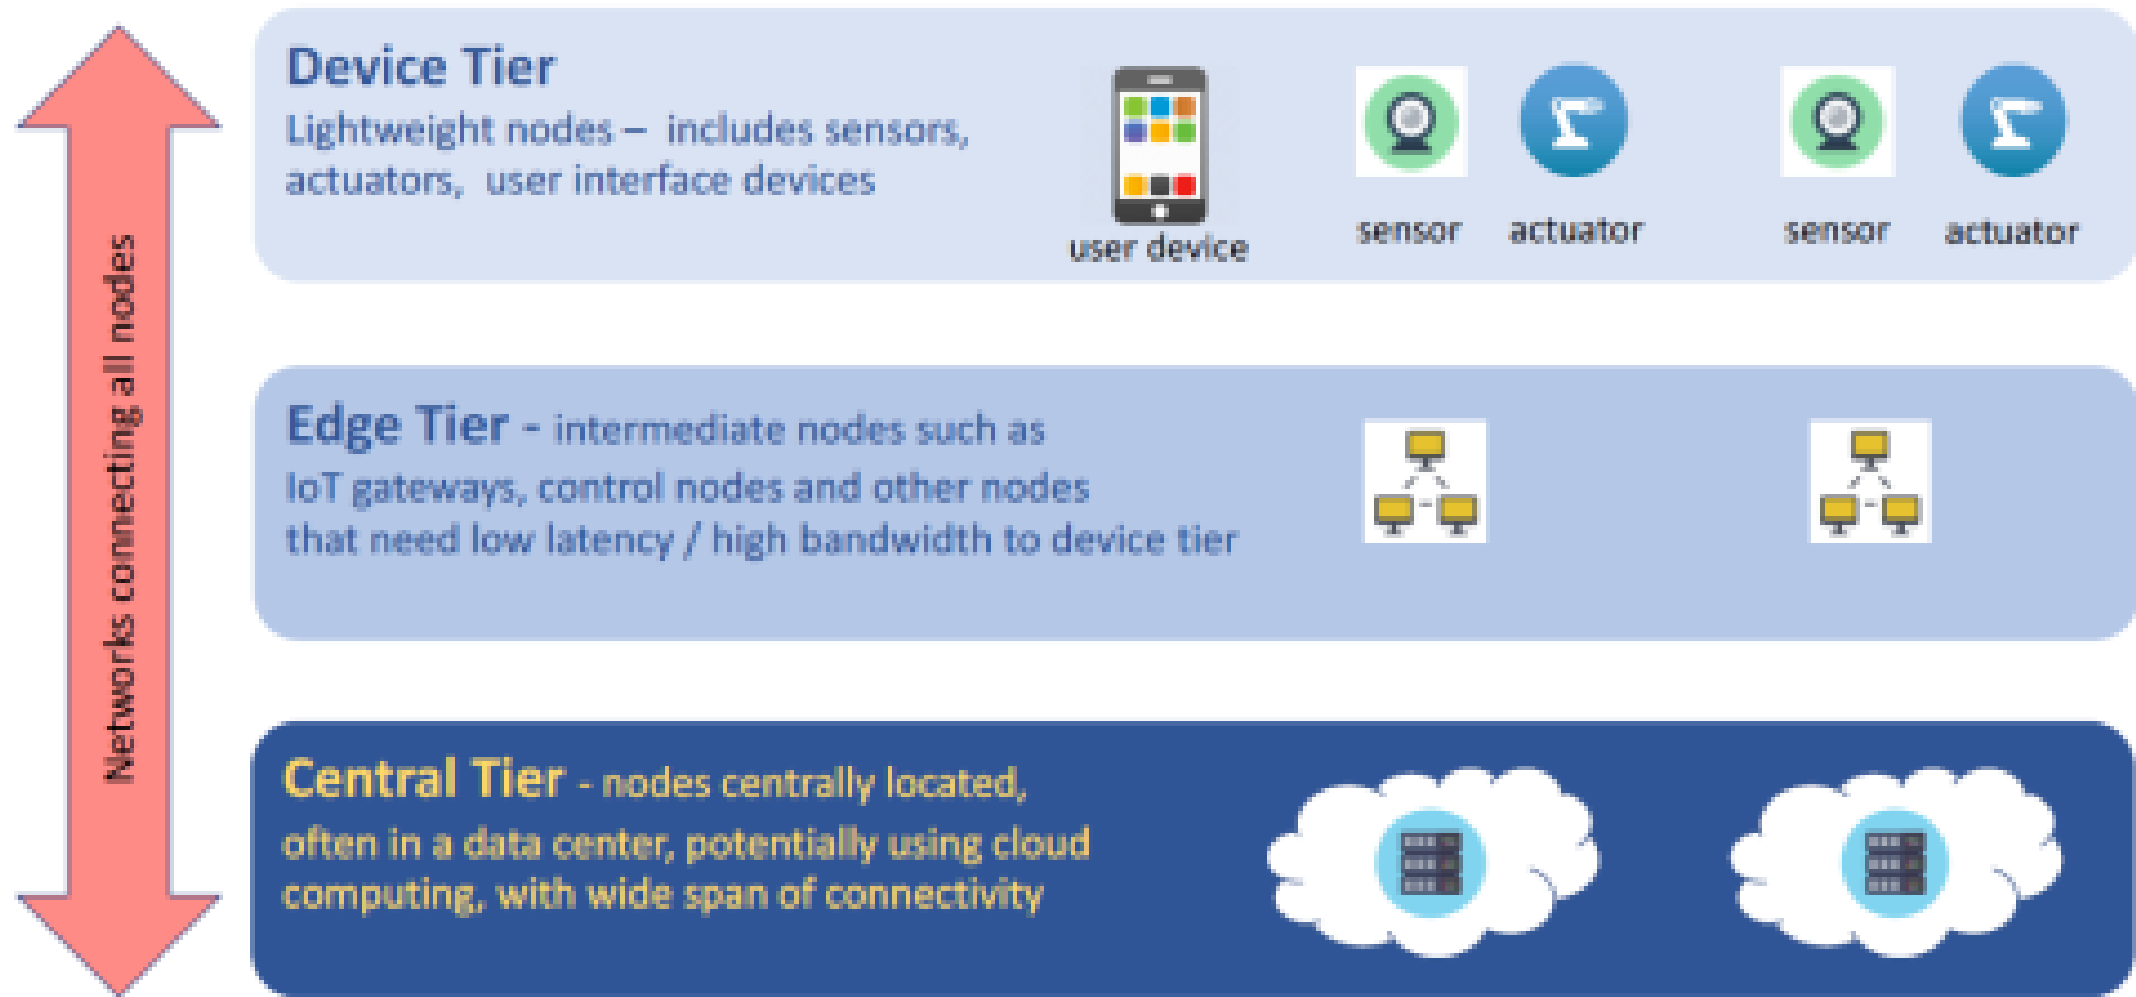 Networks connecting all nodes
Device Tier
Lightweight nodes – includes sensors,
actuators, user interface devices
user device
sensor
actuator
sensor
actuator
Edge Tier - intermediate nodes such as
IoT gateways, control nodes and other nodes
that need low latency / high bandwidth to device tier
Central Tier - nodes centrally located,
often in a data center, potentially using cloud
computing, with wide span of connectivity